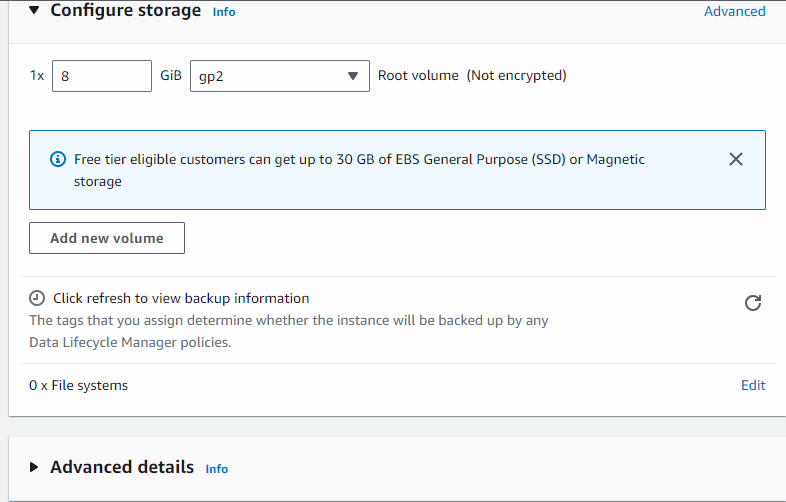 Configure storage Info Advanced
1x 8 GiB gp2 Root volume (Not encrypted)
Free tier eligible customers can get up to 30 GB of EBS General Purpose (SSD) or Magnetic
storage
Add new volume
Click refresh to view backup information
The tags that you assign determine whether the instance will be backed up by any
Data Lifecycle Manager policies.
0 x File systems Edit
Advanced details Info